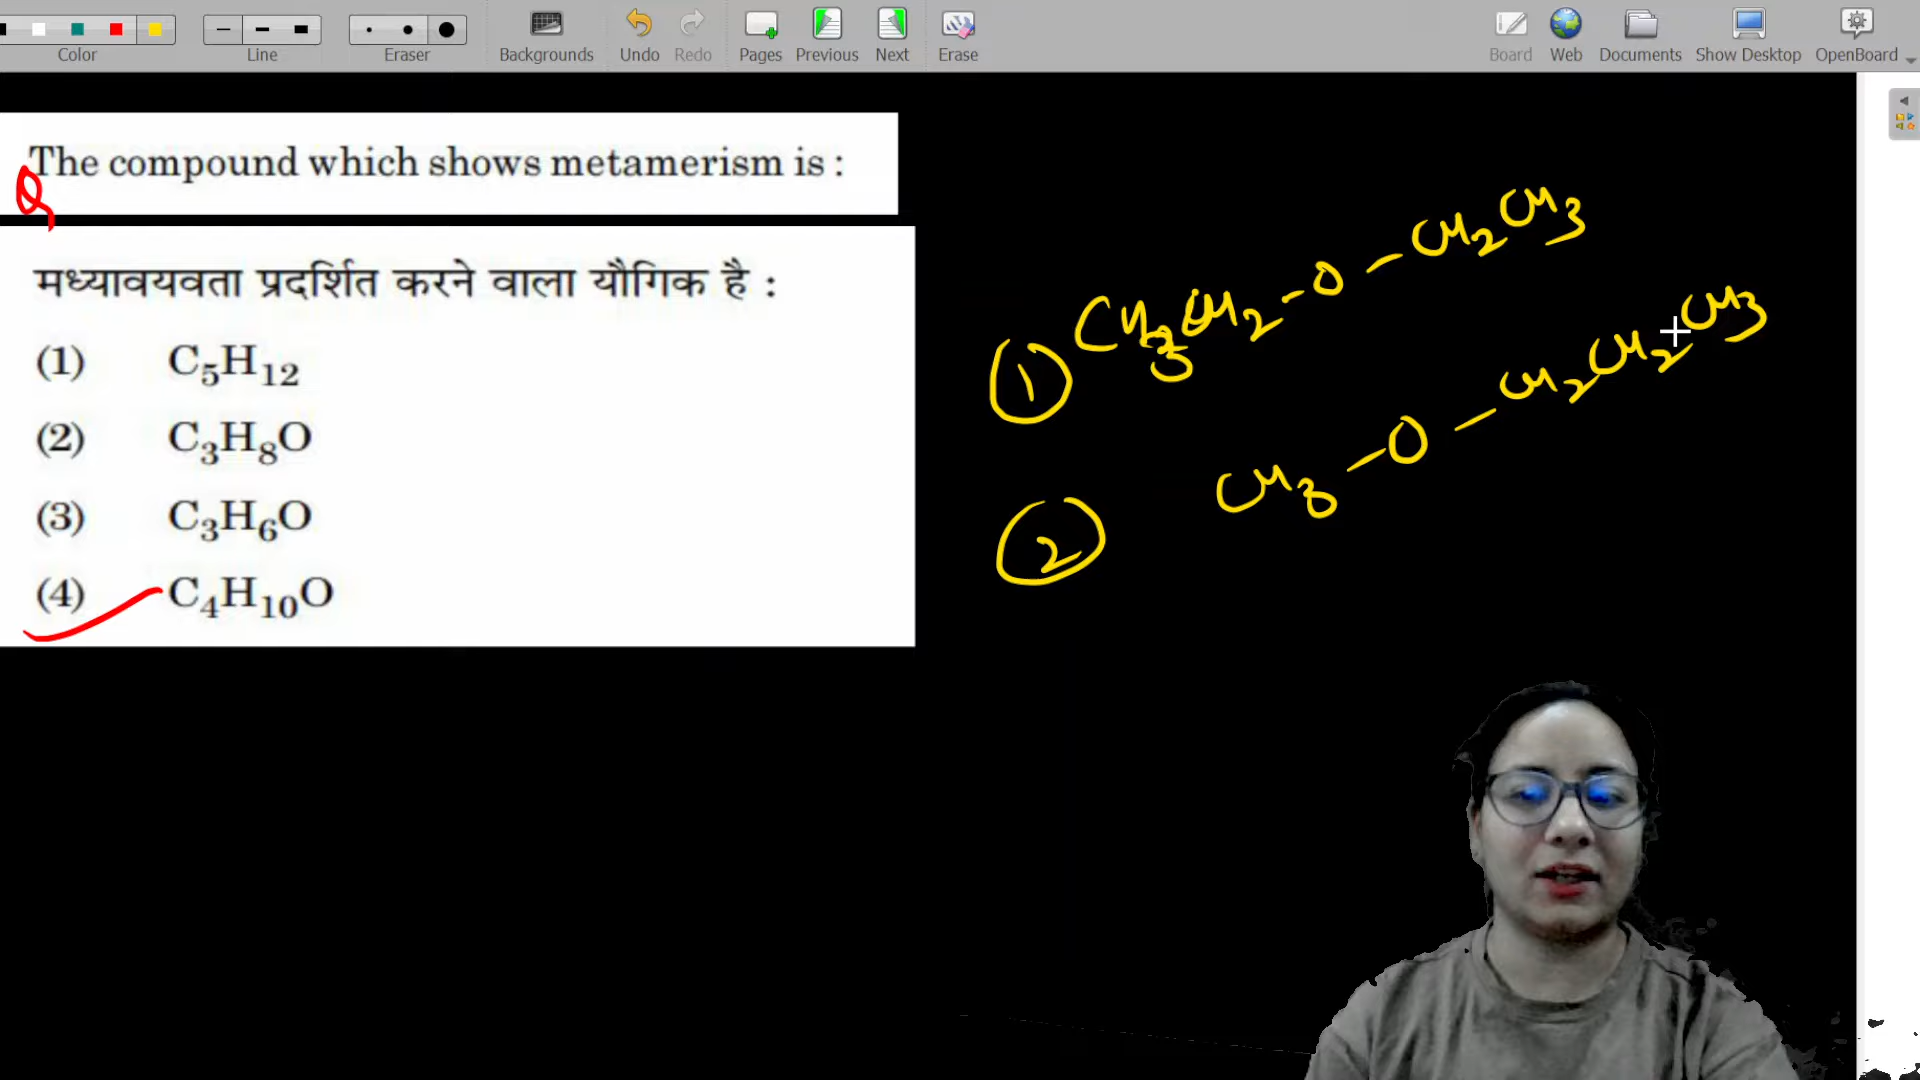 Color Line Eraser Backgrounds Undo Redo Pages Previous Next Erase Board Web Documents Show Desktop OpenBoard
The compound which shows metamerism is :
Q
मध्यावयवता प्रदर्शित करने वाला यौगिक है :
(1) C₅H₁₂
(2) C₃H₈O
(3) C₃H₆O
(4) C₄H₁₀O
① CH₃CH₂-O-CH₂CH₃
② CH₃-O-CH₂CH₂CH₃